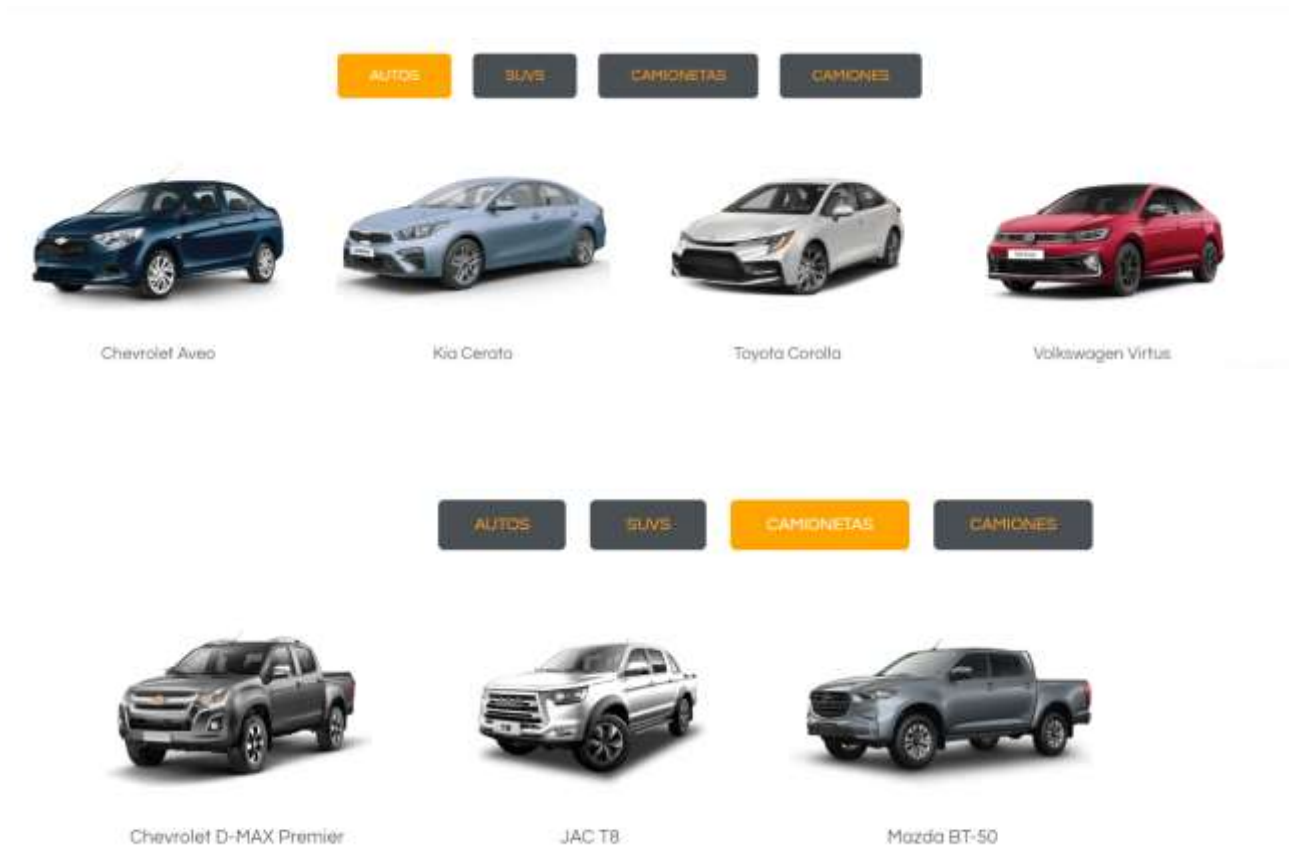 AUTOS SUVS CAMIONETAS CAMIONES
Chevrolet Aveo Kia Cerato Toyota Corolla Volkswagen Virtus
AUTOS SUVS CAMIONETAS CAMIONES
Chevrolet D-MAX Premier JAC T8 Mazda BT-50